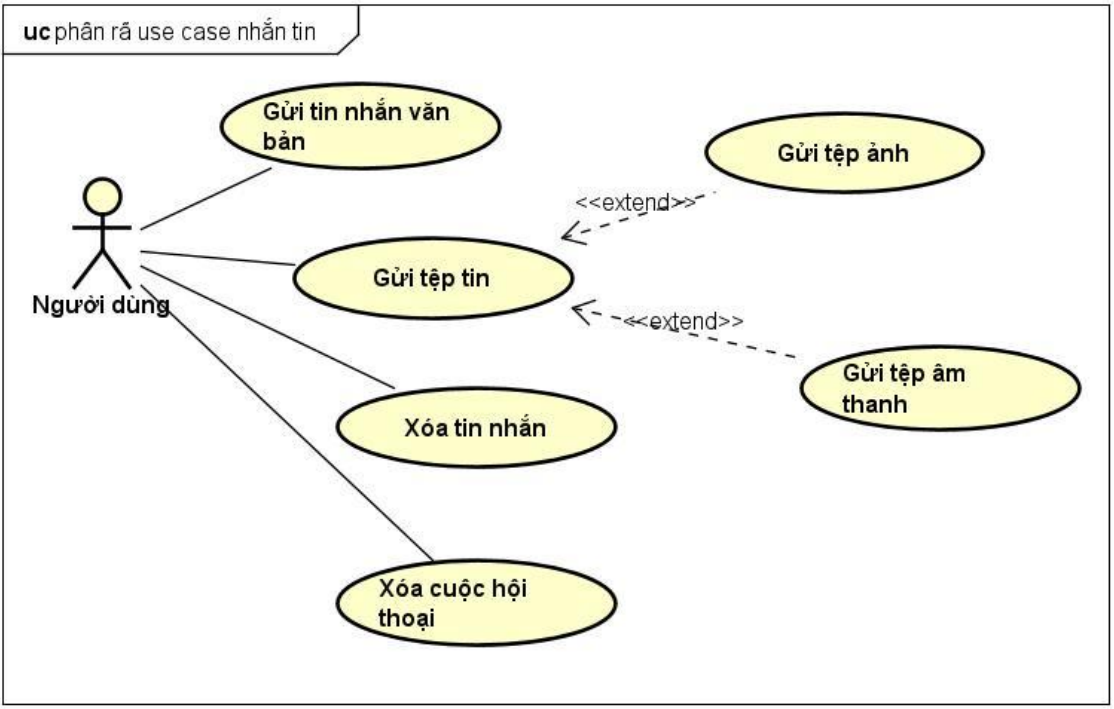 uc phân rã use case nhắn tin
Gửi tin nhắn văn
bản
Gửi tệp ảnh
<<extend>>
Gửi tệp tin
Người dùng
<<extend>>
Gửi tệp âm
thanh
Xóa tin nhắn
Xóa cuộc hội
thoại